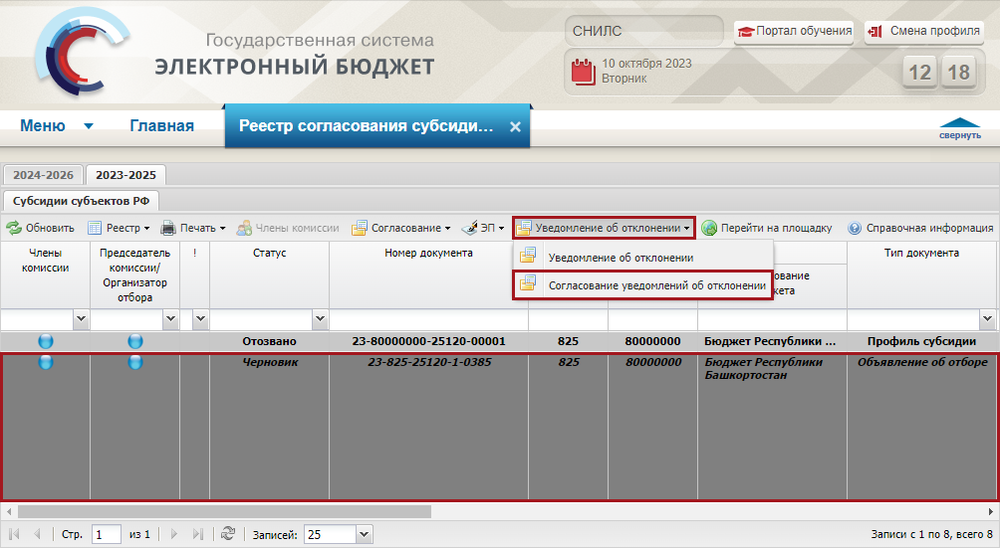 Государственная система
ЭЛЕКТРОННЫЙ БЮДЖЕТ
СНИЛС
Портал обучения
Смена профиля
10 октября 2023
Вторник
12 18
Меню
Главная
Реестр согласования субсиди...
свернуть
2024-2026
2023-2025
Субсидии субъектов РФ
Обновить
Реестр
Печать
Члены комиссии
Согласование
ЭП
Уведомление об отклонении
Перейти на площадку
Справочная информация
Уведомление об отклонении
Согласование уведомлений об отклонении
Члены
комиссии
Председатель
комиссии/
Организатор
отбора
!
Статус
Номер документа
Тип документа
Отозвано 23-80000000-25120-00001 825 80000000 Бюджет Республики ... Профиль субсидии
Черновик 23-825-25120-1-0385 825 80000000 Бюджет Республики Объявление об отборе
Башкортостан
Стр. 1 из 1
Записей: 25
Записи с 1 по 8, всего 8